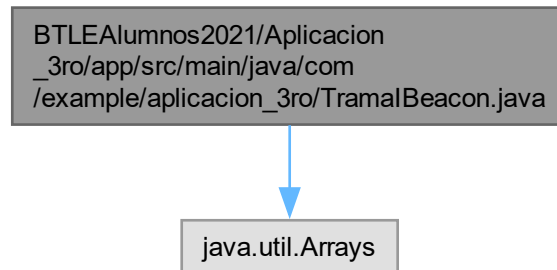 BTLEAlumnos2021/Aplicacion
_3ro/app/src/main/java/com
/example/aplicacion_3ro/TramaIBeacon.java
java.util.Arrays